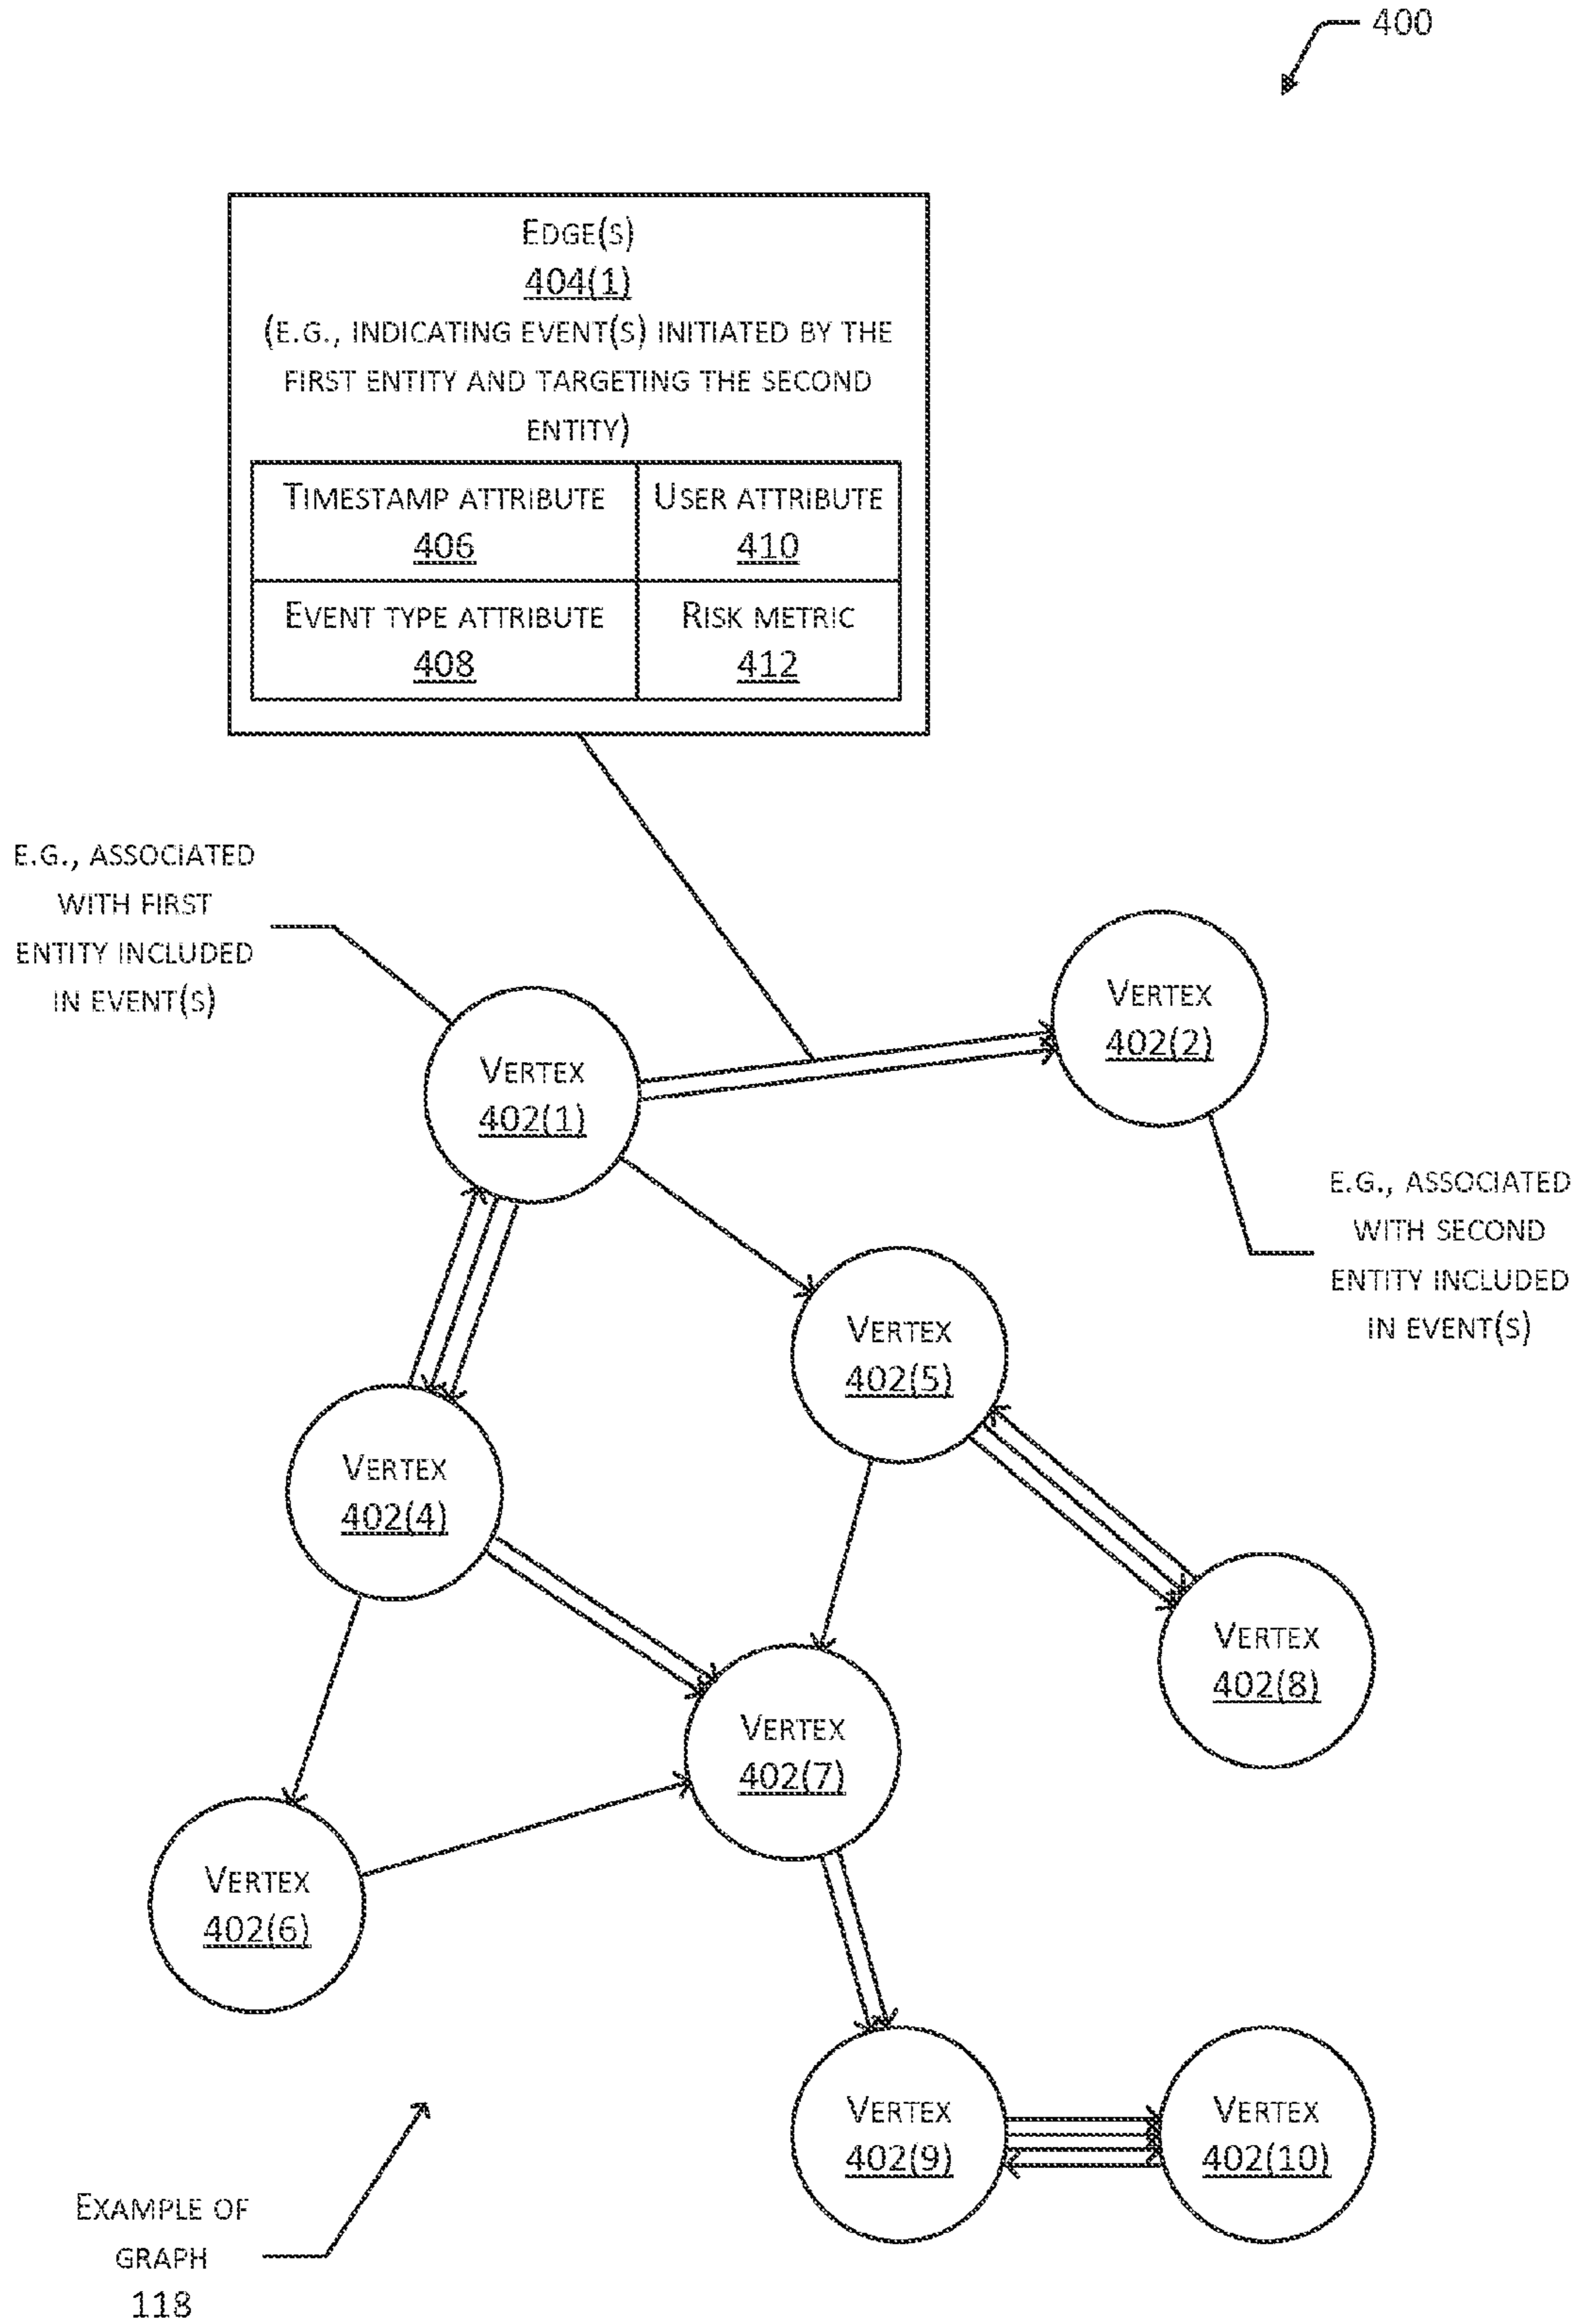 400
Edge(s)
404(1)
(e.g., indicating event(s) initiated by the
first entity and targeting the second
entity)
Timestamp attribute
406
User attribute
410
Event type attribute
408
Risk metric
412
e.g., associated
with first
entity included
in event(s)
Vertex
402(2)
Vertex
402(1)
e.g., associated
with second
entity included
in event(s)
Vertex
402(5)
Vertex
402(4)
Vertex
402(8)
Vertex
402(7)
Vertex
402(6)
Vertex
402(9)
Vertex
402(10)
Example of
graph
118